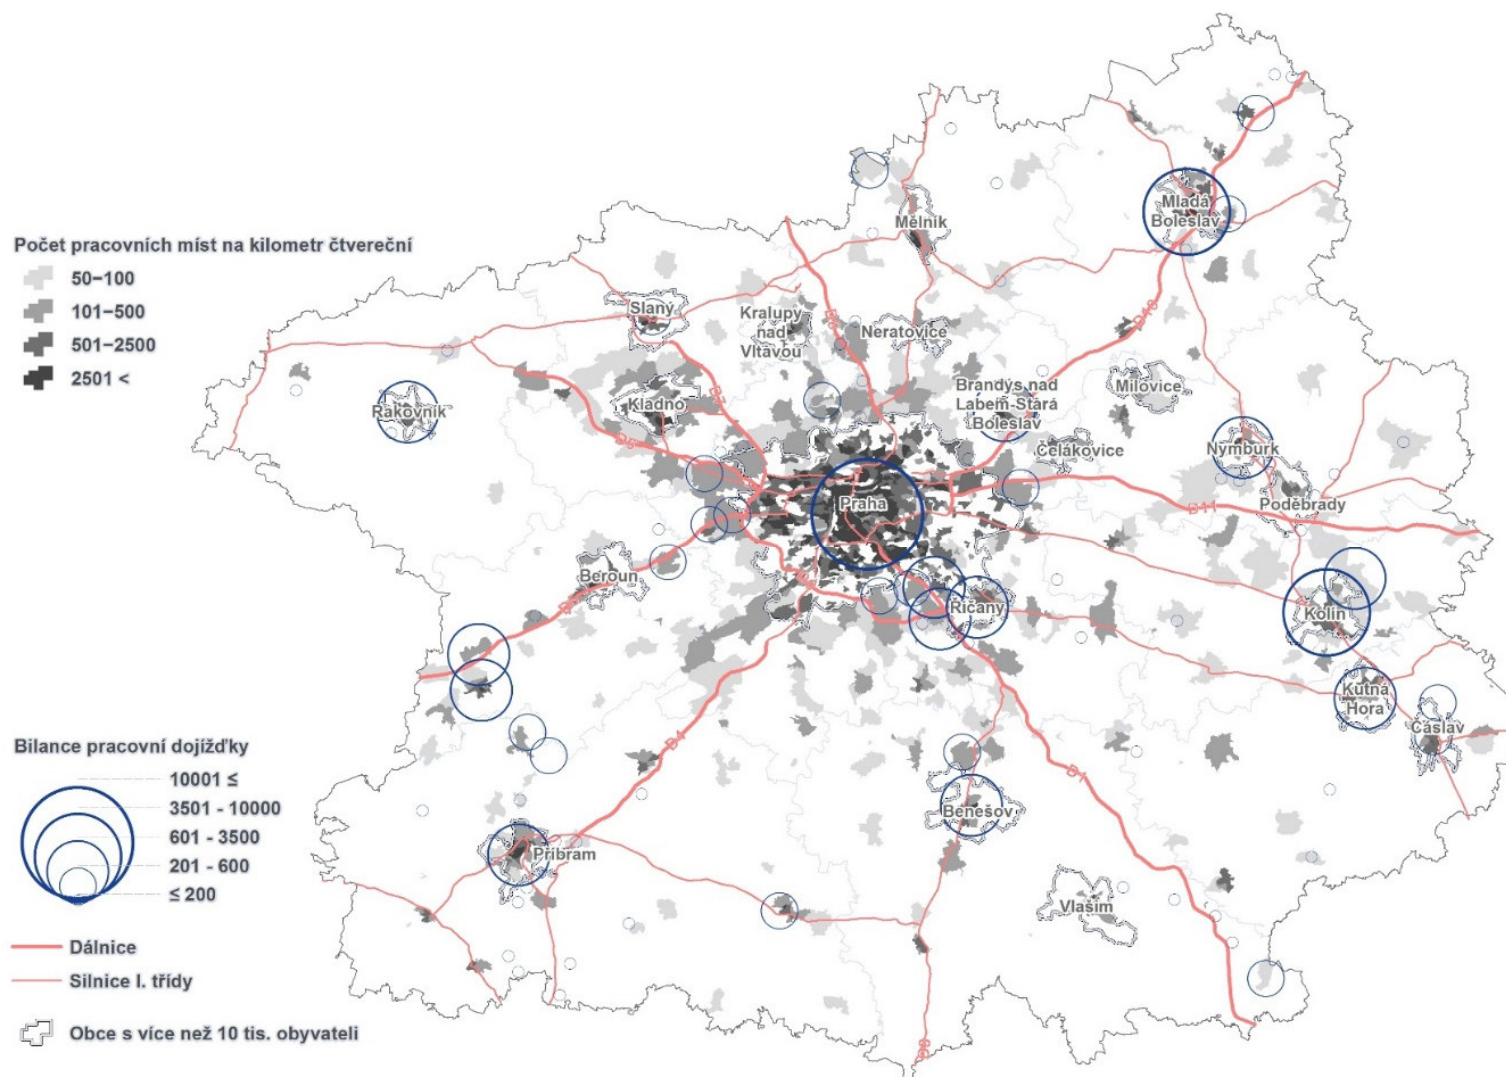 Počet pracovních míst na kilometr čtvereční
50–100
101–500
501–2500
2501 <
Mladá
Boleslav
Mělník
Slaný
Kralupy
nad
Vltavou
Neratovice
D8
D10
Rakovník
Kladno
D7
D6
Brandýs nad
Labem-Stará
Boleslav
Milovice
Čelákovice
Nymburk
Poděbrady
D11
Praha
Beroun
Říčany
Kolín
Kutná
Hora
Čáslav
D4
D1
Benešov
Příbram
Vlašim
Bilance pracovní dojížďky
10001 ≤
3501 - 10000
601 - 3500
201 - 600
≤ 200
Dálnice
Silnice I. třídy
Obce s více než 10 tis. obyvateli